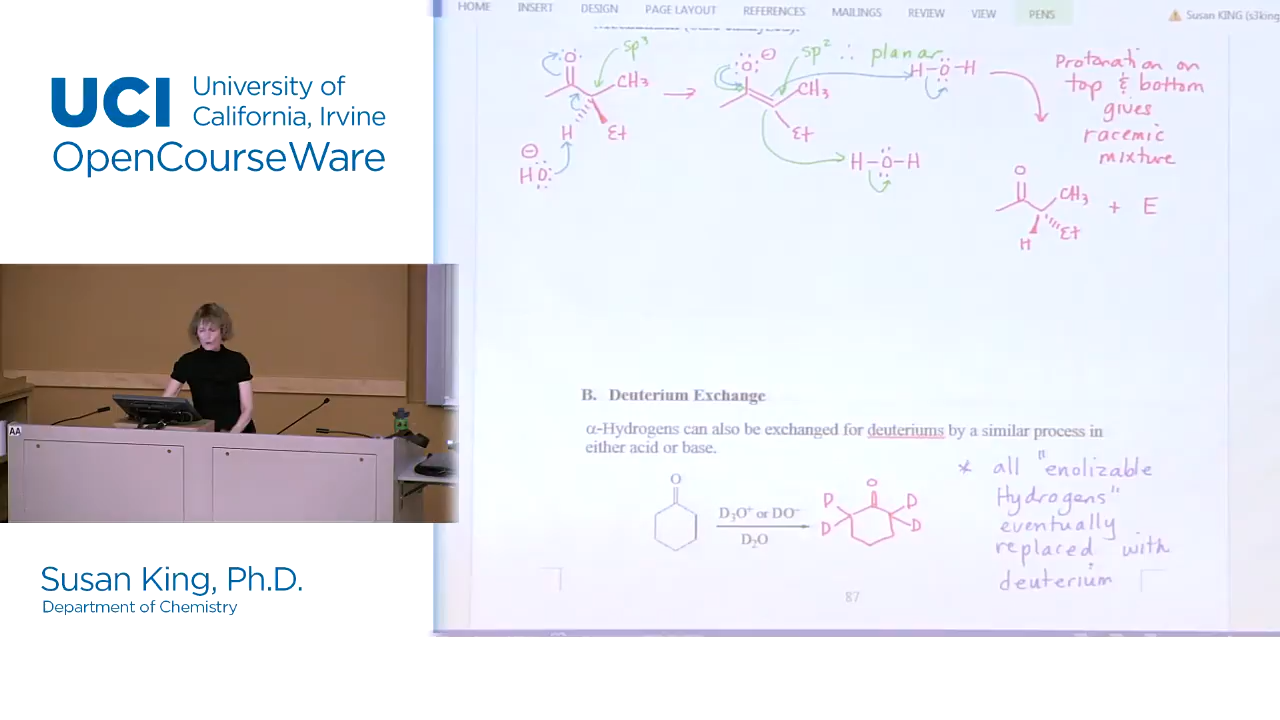 HOME INSERT DESIGN PAGE LAYOUT REFERENCES MAILINGS REVIEW VIEW PENS
Susan KING (s3king
UCI University of
California, Irvine
OpenCourseWare
sp³
O
CH₃
H
Et
⊖
HO
O ⊖
sp² ∴ planar
CH₃
Et
H-O-H
H-O-H
Protonation on
top & bottom
gives
racemic
mixture
O
CH₃ + E
Et
H
B. Deuterium Exchange
α-Hydrogens can also be exchanged for deuteriums by a similar process in
either acid or base.
O
D₃O⁺ or DO⁻
D₂O
O
D D
D D
* all "enolizable
Hydrogens"
eventually
replaced with
deuterium
87
AA
Susan King, Ph.D.
Department of Chemistry